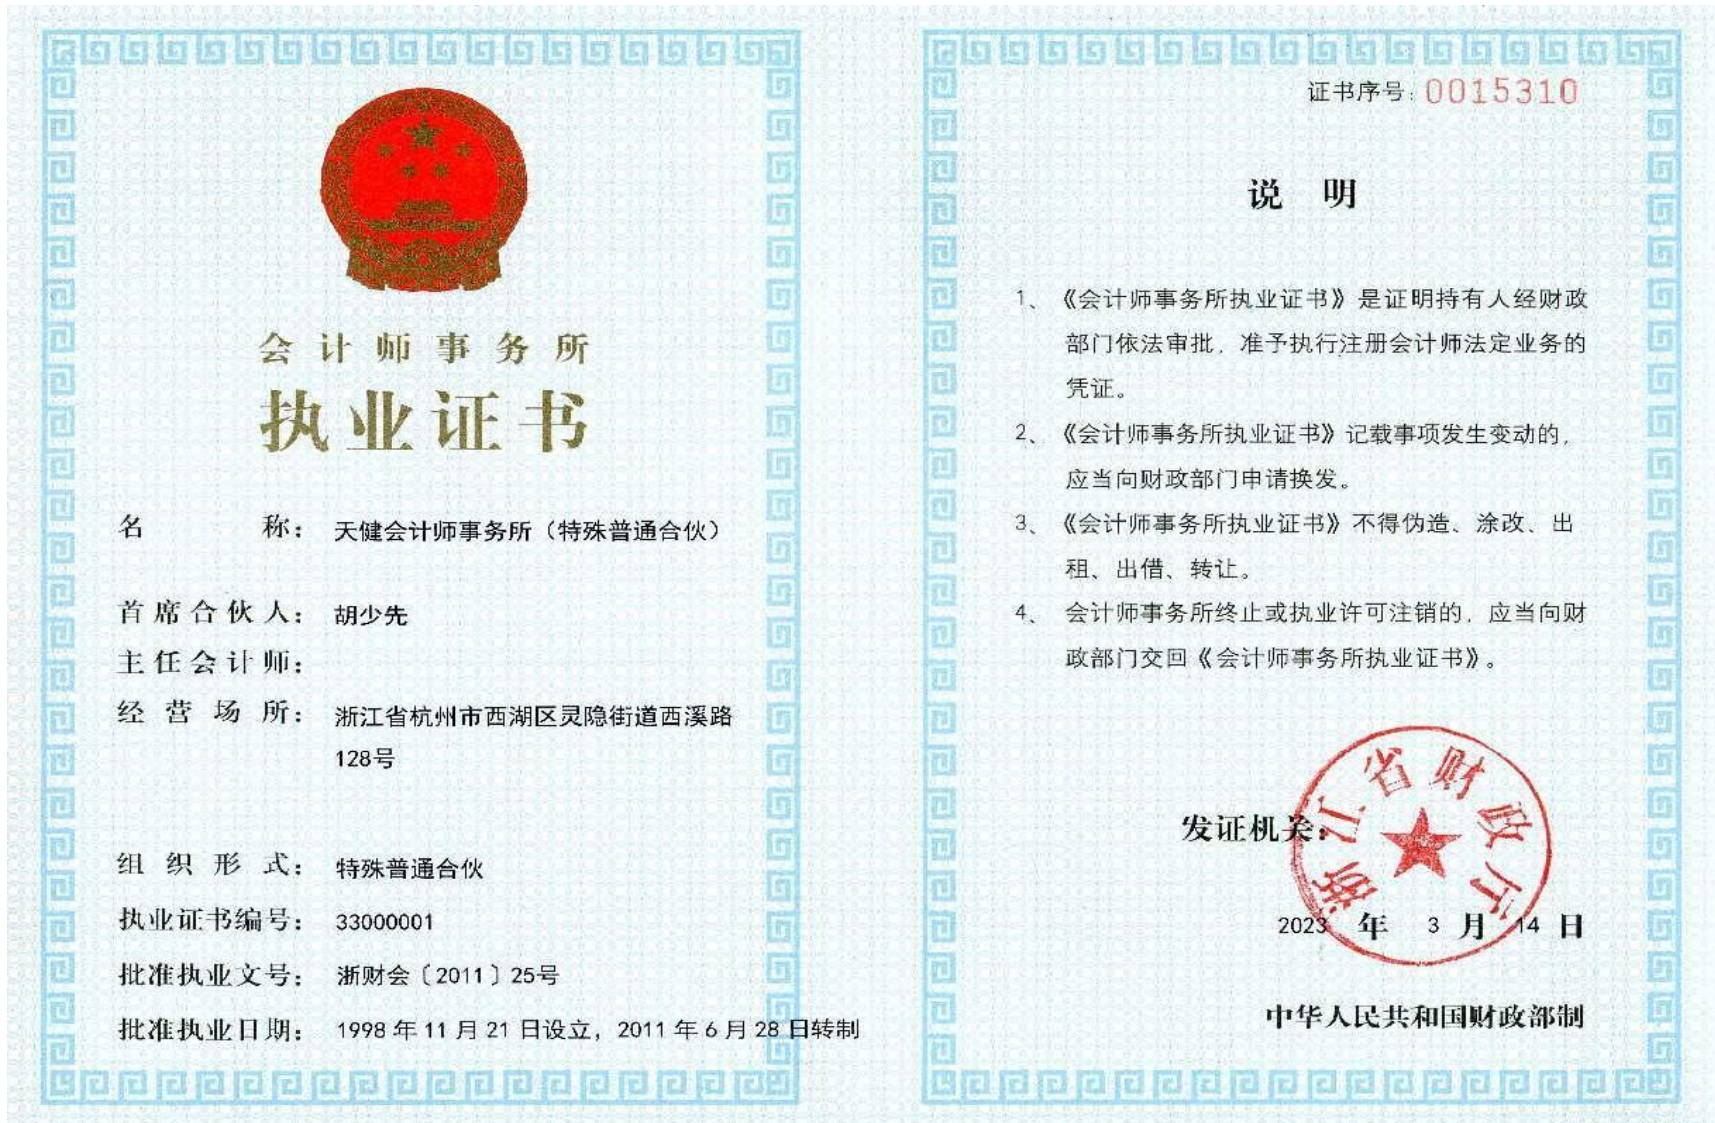 会计师事务所
执业证书
名称：天健会计师事务所（特殊普通合伙）
首席合伙人：胡少先
主任会计师：
经营场所：浙江省杭州市西湖区灵隐街道西溪路
128号
组织形式：特殊普通合伙
执业证书编号：33000001
批准执业文号：浙财会〔2011〕25号
批准执业日期：1998年11月21日设立，2011年6月28日转制
证书序号：0015310
说明
1、《会计师事务所执业证书》是证明持有人经财政
部门依法审批，准予执行注册会计师法定业务的
凭证。
2、《会计师事务所执业证书》记载事项发生变动的，
应当向财政部门申请换发。
3、《会计师事务所执业证书》不得伪造、涂改、出
租、出借、转让。
4、会计师事务所终止或执业许可注销的，应当向财
政部门交回《会计师事务所执业证书》。
发证机关：
浙江省财政厅
2023年3月14日
中华人民共和国财政部制